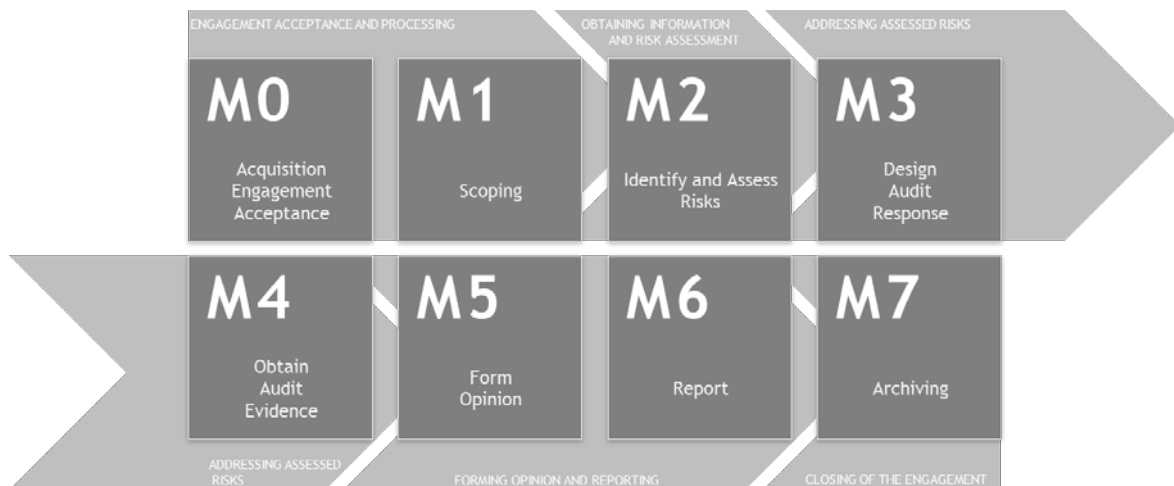 ENGAGEMENT ACCEPTANCE AND PROCESSING
OBTAINING INFORMATION
AND RISK ASSESSMENT
ADDRESSING ASSESSED RISKS
M0
Acquisition
Engagement
Acceptance
M1
Scoping
M2
Identify and Assess
Risks
M3
Design
Audit
Response
M4
Obtain
Audit
Evidence
M5
Form
Opinion
M6
Report
M7
Archiving
ADDRESSING ASSESSED
RISKS
FORMING OPINION AND REPORTING
CLOSING OF THE ENGAGEMENT